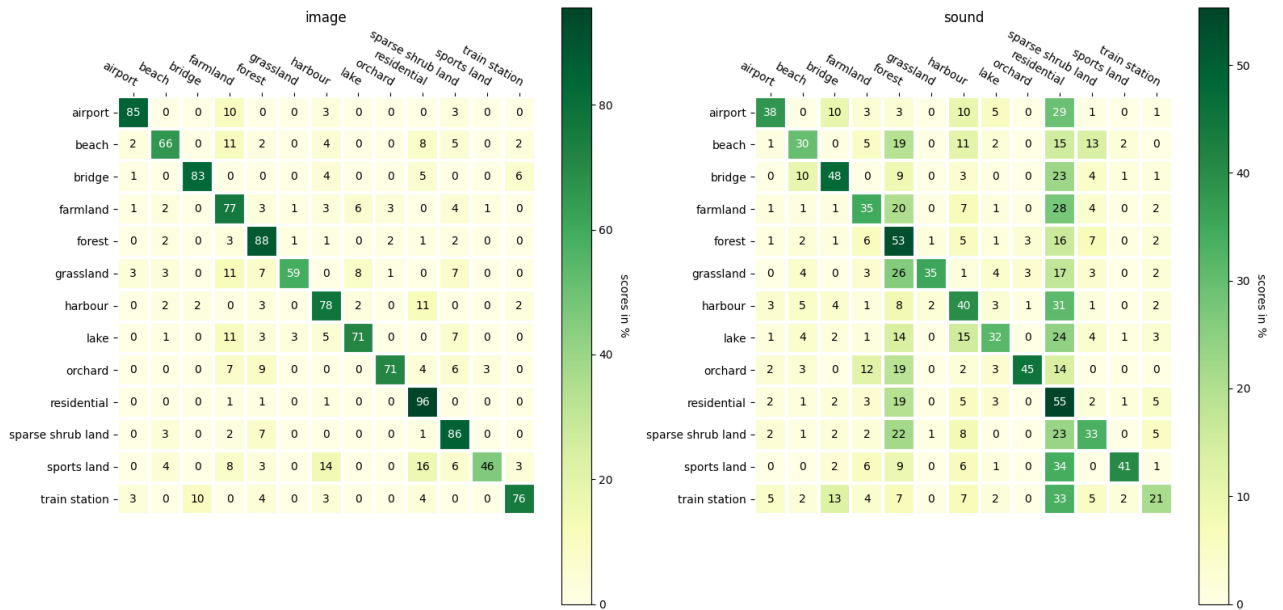 image
airport beach bridge farmland forest grassland harbour lake orchard residential sparse shrub land sports land train station
airport 85 0 0 10 0 0 3 0 0 0 3 0 0
beach 2 66 0 11 2 0 4 0 0 8 5 0 2
bridge 1 0 83 0 0 0 4 0 0 5 0 0 6
farmland 1 2 0 77 3 1 3 6 3 0 4 1 0
forest 0 2 0 3 88 1 1 0 2 1 2 0 0
grassland 3 3 0 11 7 59 0 8 1 0 7 0 0
harbour 0 2 2 0 3 0 78 2 0 11 0 0 2
lake 0 1 0 11 3 3 5 71 0 0 7 0 0
orchard 0 0 0 7 9 0 0 0 71 4 6 3 0
residential 0 0 0 1 1 0 1 0 0 96 0 0 0
sparse shrub land 0 3 0 2 7 0 0 0 0 1 86 0 0
sports land 0 4 0 8 3 0 14 0 0 16 6 46 3
train station 3 0 10 0 4 0 3 0 0 4 0 0 76
80
60
40
20
0
scores in %
sound
airport beach bridge farmland forest grassland harbour lake orchard residential sparse shrub land sports land train station
airport 38 0 10 3 3 0 10 5 0 29 1 0 1
beach 1 30 0 5 19 0 11 2 0 15 13 2 0
bridge 0 10 48 0 9 0 3 0 0 23 4 1 1
farmland 1 1 1 35 20 0 7 1 0 28 4 0 2
forest 1 2 1 6 53 1 5 1 3 16 7 0 2
grassland 0 4 0 3 26 35 1 4 3 17 3 0 2
harbour 3 5 4 1 8 2 40 3 1 31 1 0 2
lake 1 4 2 1 14 0 15 32 0 24 4 1 3
orchard 2 3 0 12 19 0 2 3 45 14 0 0 0
residential 2 1 2 3 19 0 5 3 0 55 2 1 5
sparse shrub land 2 1 2 2 22 1 8 0 0 23 33 0 5
sports land 0 0 2 6 9 0 6 1 0 34 0 41 1
train station 5 2 13 4 7 0 7 2 0 33 5 2 21
50
40
30
20
10
0
scores in %